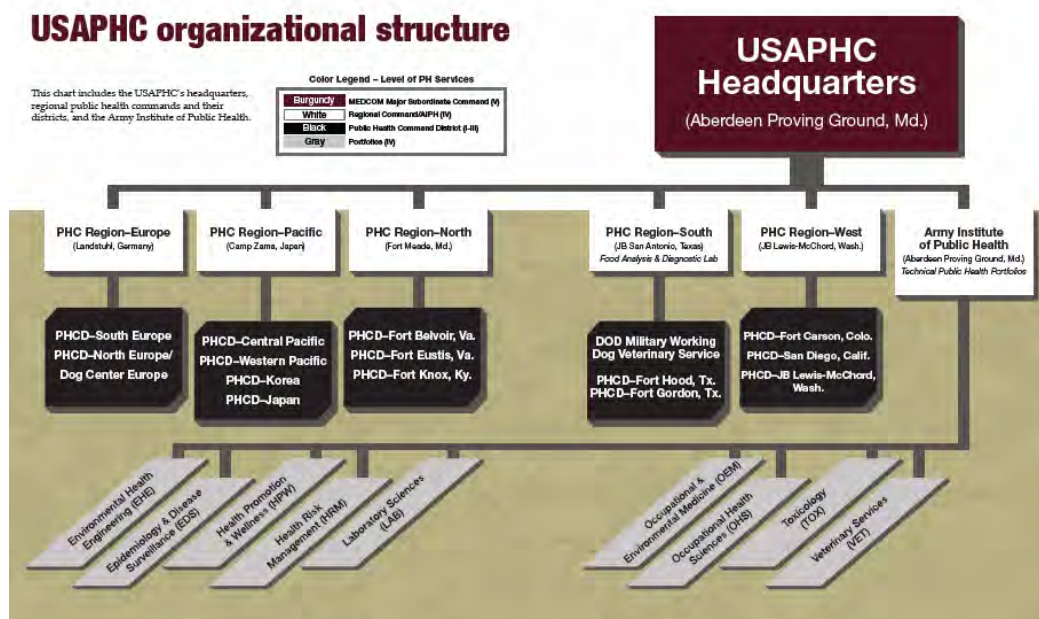 USAPHC organizational structure
This chart includes the USAPHC's headquarters,
regional public health commands and their
districts, and the Army Institute of Public Health.
Color Legend – Level of PH Services
Burgundy MEDCOM Major Subordinate Command (V)
White Regional Command/AIPH (IV)
Black Public Health Command District (I-III)
Gray Portfolios (IV)
USAPHC
Headquarters
(Aberdeen Proving Ground, Md.)
PHC Region–Europe
(Landstuhl, Germany)
PHC Region–Pacific
(Camp Zama, Japan)
PHC Region–North
(Fort Meade, Md.)
PHC Region–South
(JB San Antonio, Texas)
Food Analysis & Diagnostic Lab
PHC Region–West
(JB Lewis-McChord, Wash.)
Army Institute
of Public Health
(Aberdeen Proving Ground, Md.)
Technical Public Health Portfolios
PHCD–South Europe
PHCD–North Europe/
Dog Center Europe
PHCD–Central Pacific
PHCD–Western Pacific
PHCD–Korea
PHCD–Japan
PHCD–Fort Belvoir, Va.
PHCD–Fort Eustis, Va.
PHCD–Fort Knox, Ky.
DOD Military Working
Dog Veterinary Service
PHCD–Fort Hood, Tx.
PHCD–Fort Gordon, Tx.
PHCD–Fort Carson, Colo.
PHCD–San Diego, Calif.
PHCD–JB Lewis-McChord,
Wash.
Environmental Health
Engineering (EHE)
Epidemiology & Disease
Surveillance (EDS)
Health Promotion
& Wellness (HPW)
Health Risk
Management (HRM)
Laboratory Sciences
(LAB)
Occupational &
Environmental Medicine (OEM)
Occupational Health
Sciences (OHS)
Toxicology
(TOX)
Veterinary Services
(VET)